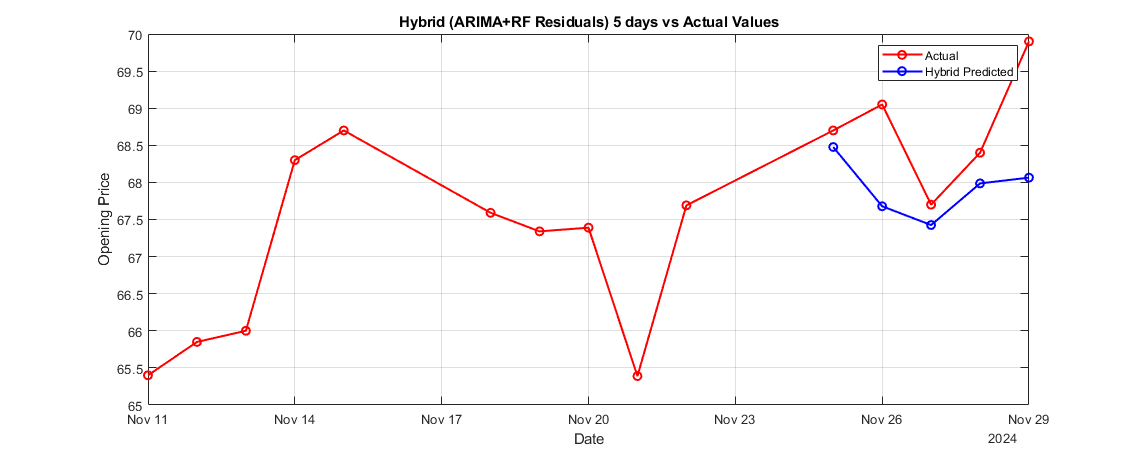 Hybrid (ARIMA+RF Residuals) 5 days vs Actual Values
70
69.5
69
68.5
68
67.5
67
66.5
66
65.5
65
Opening Price
Actual
Hybrid Predicted
Nov 11 Nov 14 Nov 17 Nov 20 Nov 23 Nov 26 Nov 29
Date
2024